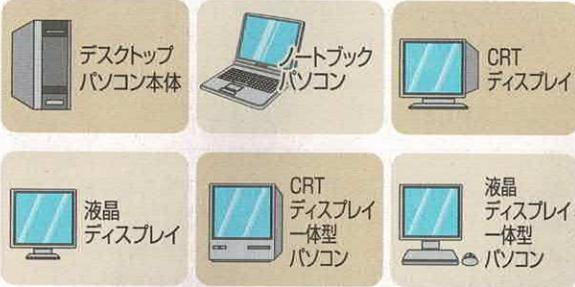 デスクトップ
パソコン本体
ノートブック
パソコン
CRT
ディスプレイ
液晶
ディスプレイ
CRT
ディスプレイ
一体型
パソコン
液晶
ディスプレイ
一体型
パソコン